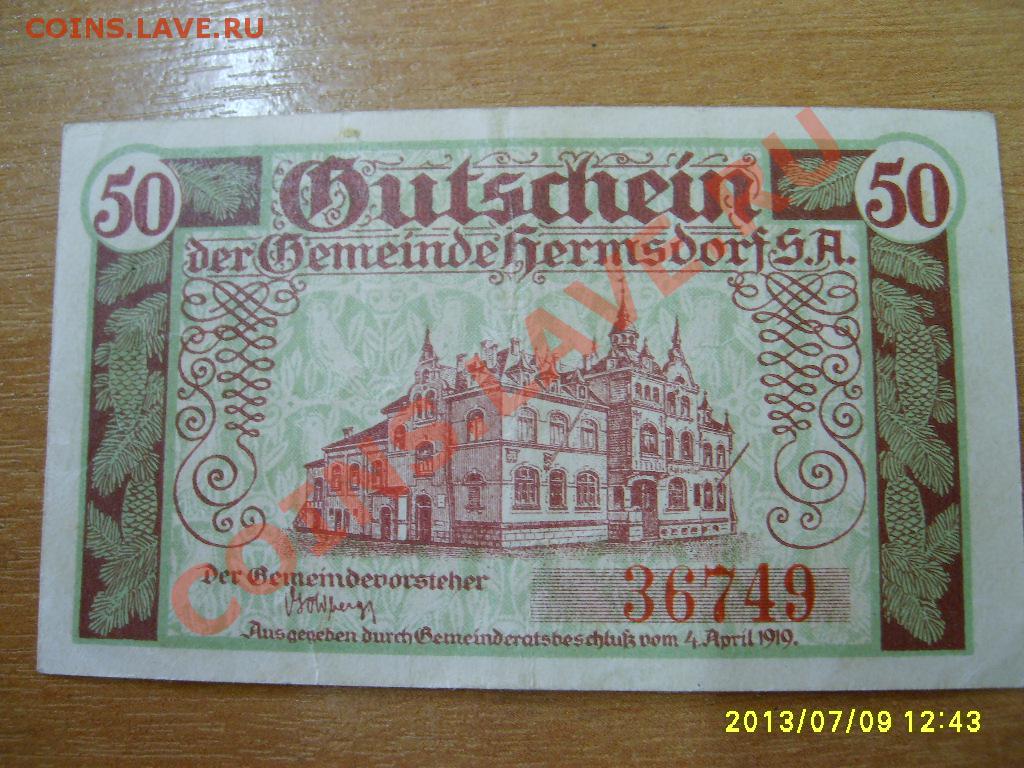 COINS.LAVE.RU
50 Gutschein 50
der Gemeinde Hermsdorf S.A.
COINS.LAVE.RU
Der Gemeindevorsteher
36749
Ausgegeben durch Gemeinderatsbeschluß vom 4. April 1919.
2013/07/09 12:43